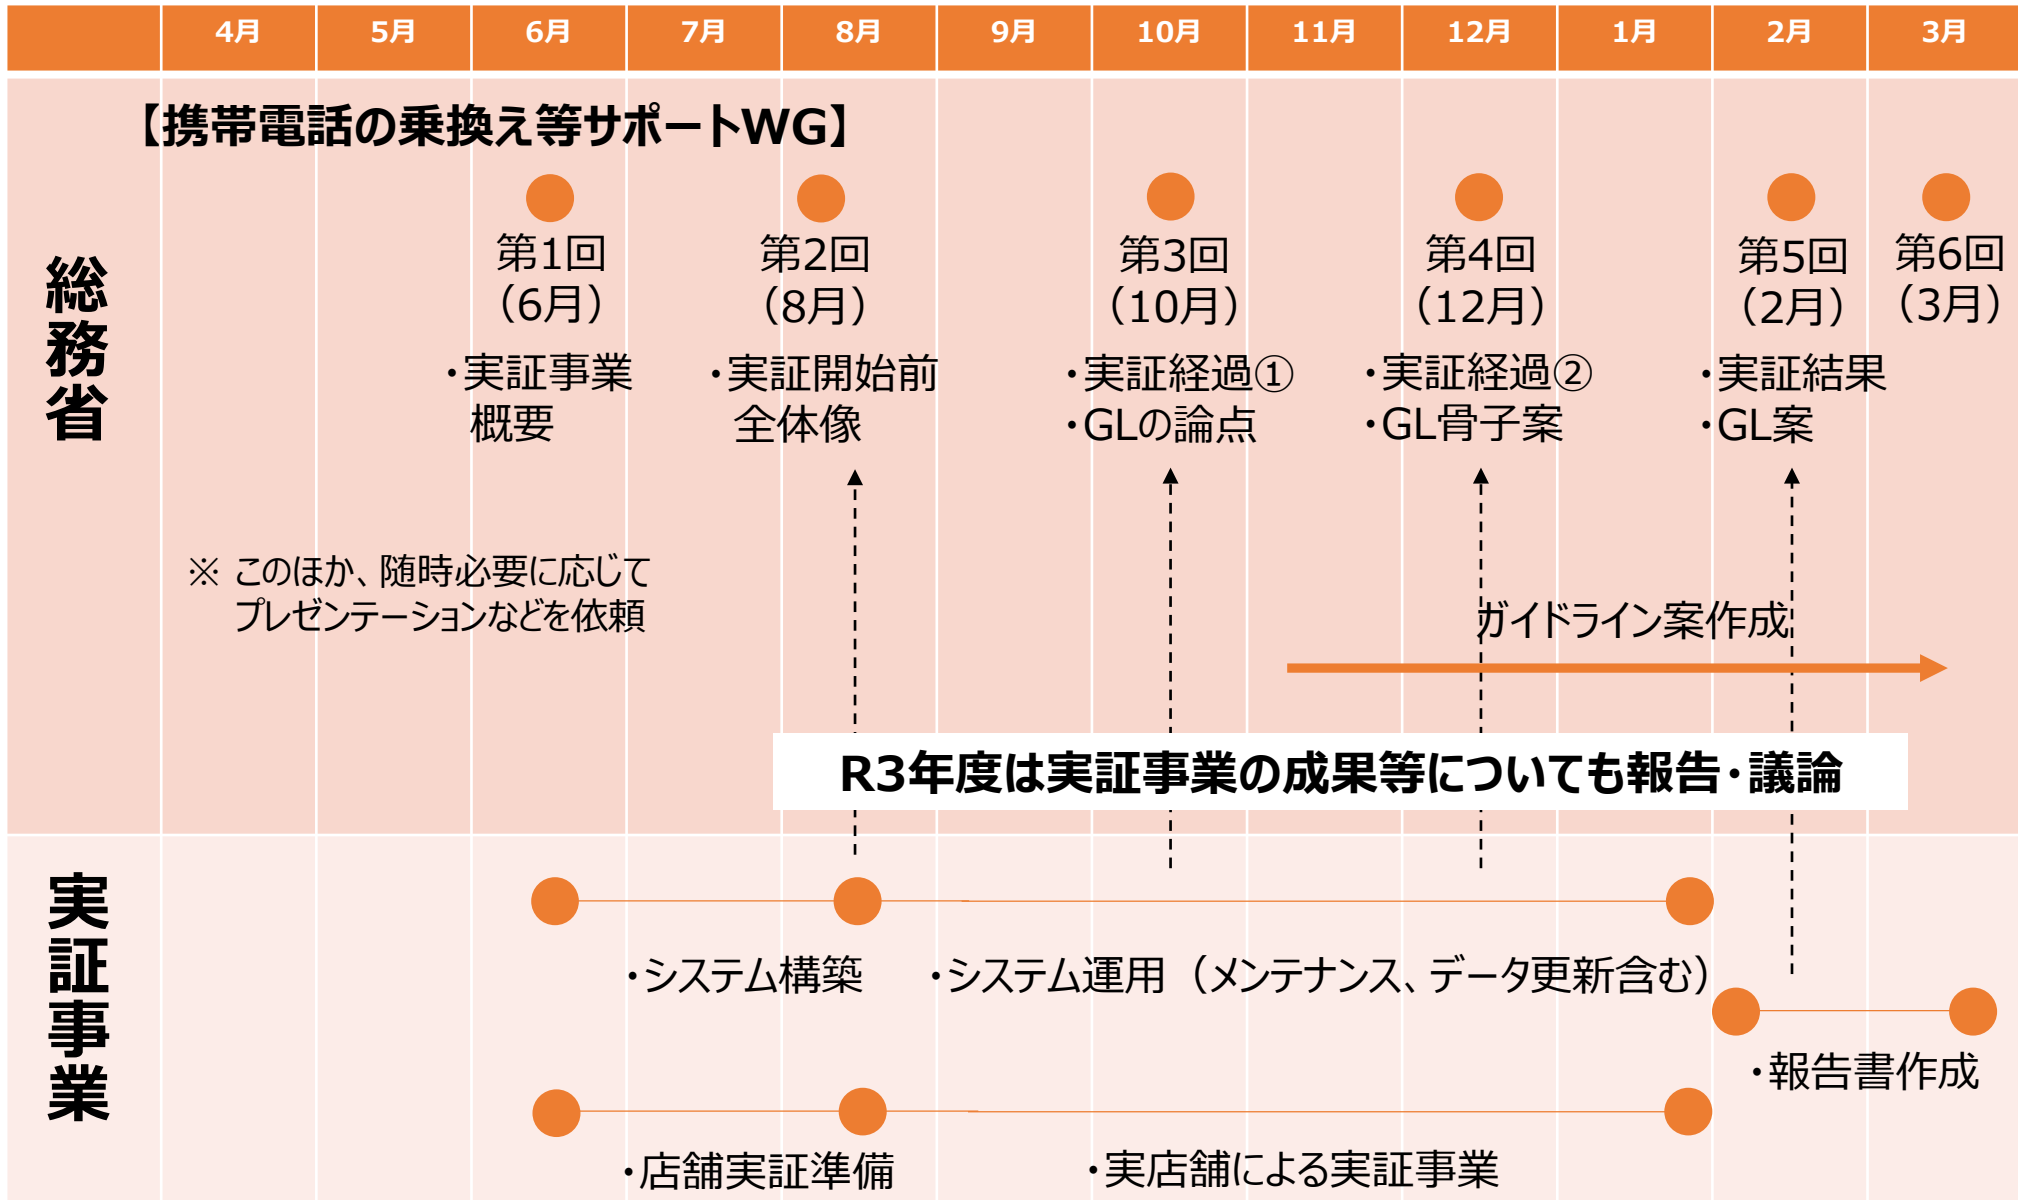 4月 5月 6月 7月 8月 9月 10月 11月 12月 1月 2月 3月
総務省
【携帯電話の乗換え等サポートWG】
第1回
（6月）
・実証事業
概要
第2回
（8月）
・実証開始前
全体像
第3回
（10月）
・実証経過①
・GLの論点
第4回
（12月）
・実証経過②
・GL骨子案
第5回
（2月）
・実証結果
・GL案
第6回
（3月）
※ このほか、随時必要に応じて
プレゼンテーションなどを依頼
ガイドライン案作成
R3年度は実証事業の成果等についても報告・議論
実証事業
・システム構築
・システム運用（メンテナンス、データ更新含む）
・報告書作成
・店舗実証準備
・実店舗による実証事業